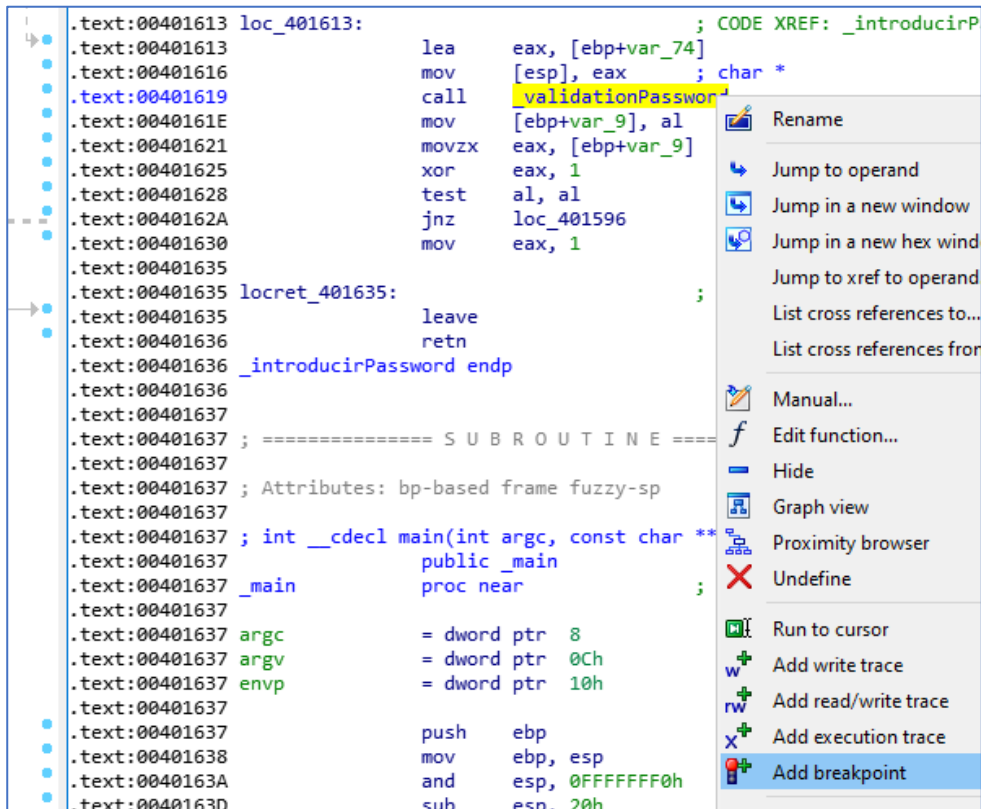 .text:00401613 loc_401613: ; CODE XREF: _introducirP
.text:00401613 lea eax, [ebp+var_74]
.text:00401616 mov [esp], eax ; char *
.text:00401619 call _validationPassword
.text:0040161E mov [ebp+var_9], al
.text:00401621 movzx eax, [ebp+var_9]
.text:00401625 xor eax, 1
.text:00401628 test al, al
.text:0040162A jnz loc_401596
.text:00401630 mov eax, 1
.text:00401635
.text:00401635 locret_401635: ;
.text:00401635 leave
.text:00401636 retn
.text:00401636 _introducirPassword endp
.text:00401636
.text:00401637
.text:00401637 ; =============== S U B R O U T I N E ====
.text:00401637
.text:00401637 ; Attributes: bp-based frame fuzzy-sp
.text:00401637
.text:00401637 ; int __cdecl main(int argc, const char **
.text:00401637 public _main
.text:00401637 _main proc near ;
.text:00401637
.text:00401637 argc = dword ptr 8
.text:00401637 argv = dword ptr 0Ch
.text:00401637 envp = dword ptr 10h
.text:00401637
.text:00401637 push ebp
.text:00401638 mov ebp, esp
.text:0040163A and esp, 0FFFFFFF0h
.text:0040163D sub esp, 20h
Rename
Jump to operand
Jump in a new window
Jump in a new hex wind
Jump to xref to operand
List cross references to...
List cross references fror
Manual...
Edit function...
Hide
Graph view
Proximity browser
Undefine
Run to cursor
Add write trace
Add read/write trace
Add execution trace
Add breakpoint